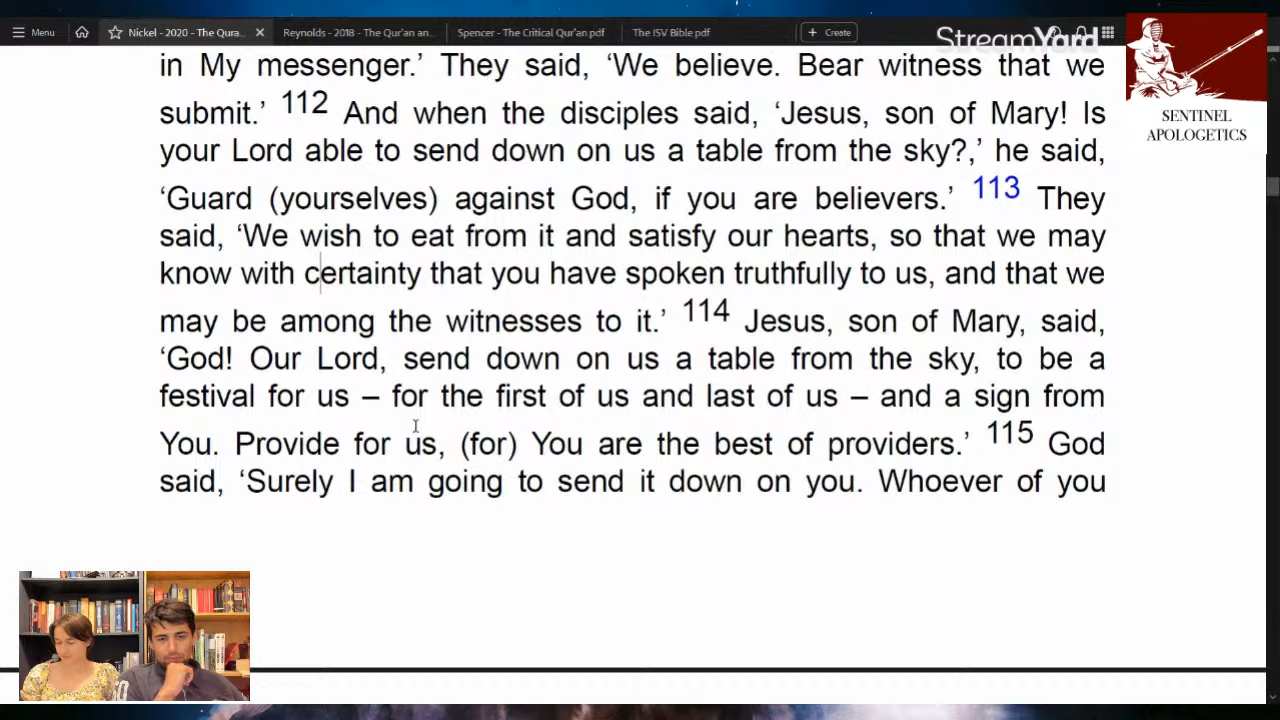 Menu
Nickel - 2020 - The Qura...
Reynolds - 2018 - The Qur'an an...
Spencer - The Critical Qur'an.pdf
The ISV Bible.pdf
+ Create
StreamYard
SENTINEL
APOLOGETICS
in My messenger.’ They said, ‘We believe. Bear witness that we
submit.’ 112 And when the disciples said, ‘Jesus, son of Mary! Is
your Lord able to send down on us a table from the sky?,’ he said,
‘Guard (yourselves) against God, if you are believers.’ 113 They
said, ‘We wish to eat from it and satisfy our hearts, so that we may
know with certainty that you have spoken truthfully to us, and that we
may be among the witnesses to it.’ 114 Jesus, son of Mary, said,
‘God! Our Lord, send down on us a table from the sky, to be a
festival for us – for the first of us and last of us – and a sign from
You. Provide for us, (for) You are the best of providers.’ 115 God
said, ‘Surely I am going to send it down on you. Whoever of you